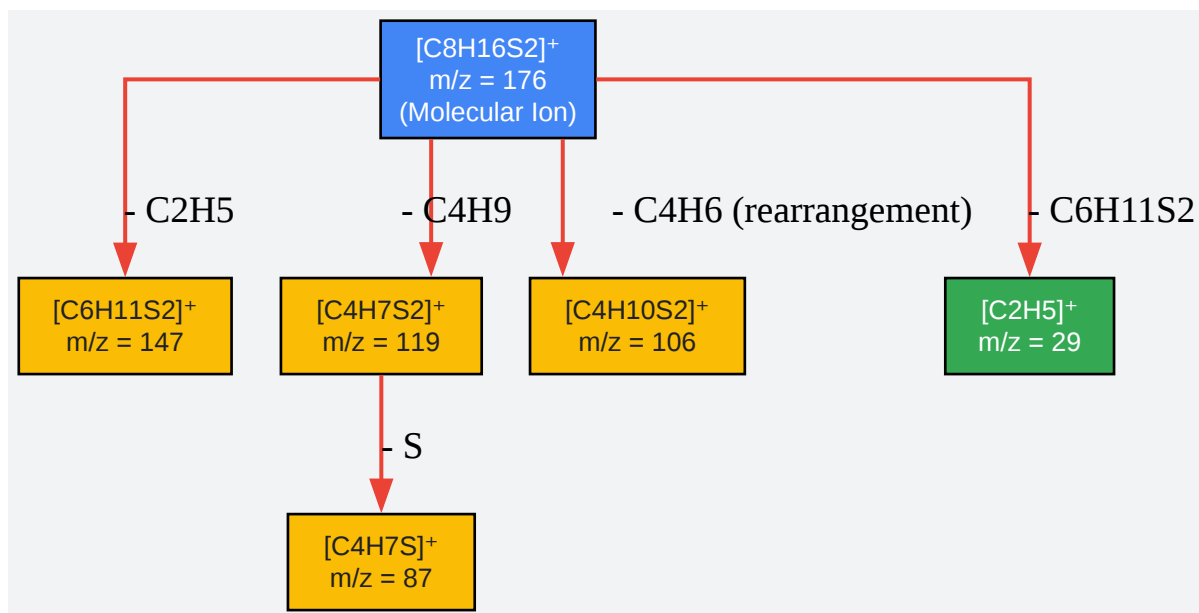 [C8H16S2]⁺
m/z = 176
(Molecular Ion)
- C2H5
- C4H9
- C4H6 (rearrangement)
- C6H11S2
[C6H11S2]⁺
m/z = 147
[C4H7S2]⁺
m/z = 119
[C4H10S2]⁺
m/z = 106
[C2H5]⁺
m/z = 29
- S
[C4H7S]⁺
m/z = 87